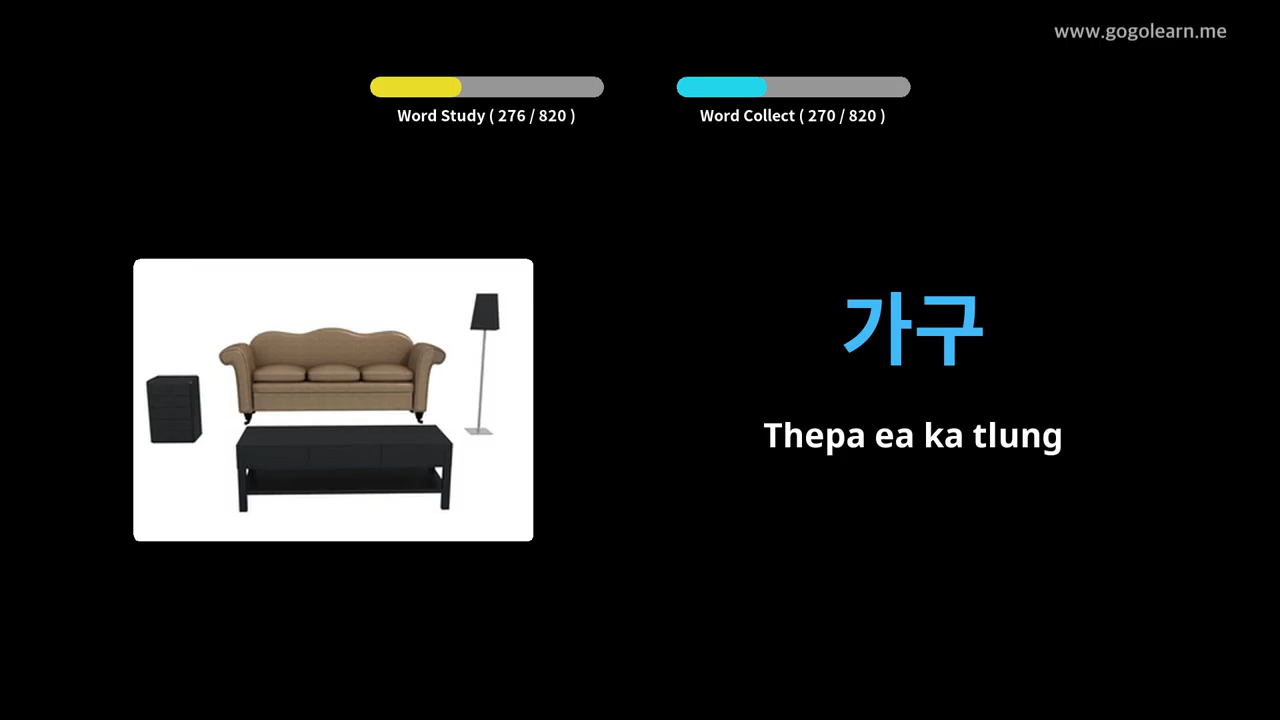 www.gogolearn.me
Word Study ( 276 / 820 )
Word Collect ( 270 / 820 )
가구
Thepa ea ka tlung